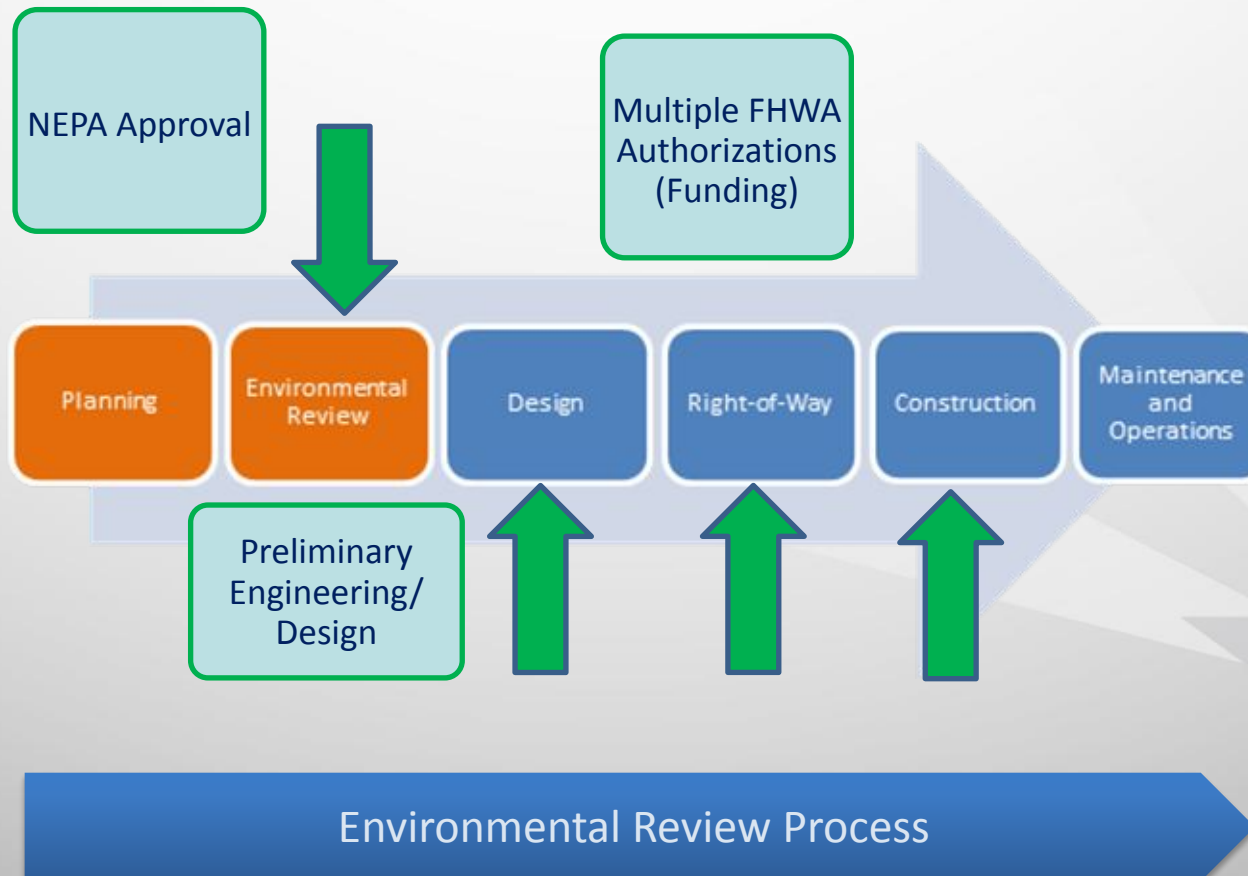 NEPA Approval
Multiple FHWA
Authorizations
(Funding)
Planning
Environmental
Review
Design
Right-of-Way
Construction
Maintenance
and
Operations
Preliminary
Engineering/
Design
Environmental Review Process